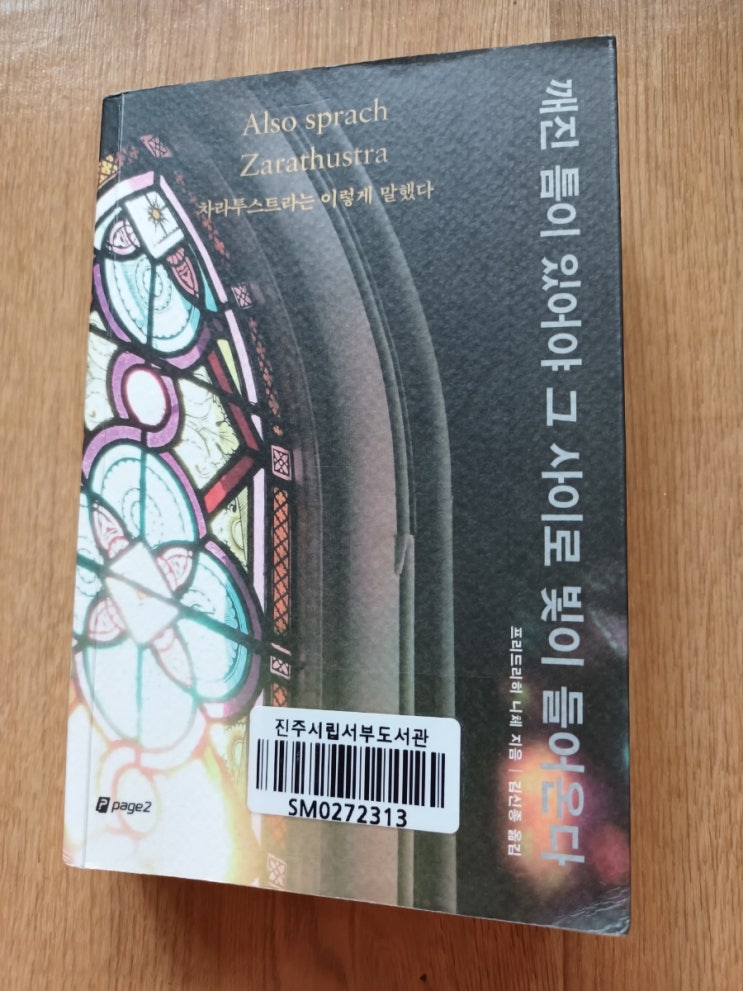 Also sprach
Zarathustra
차라투스트라는 이렇게 말했다
깨진 틈이 있어야 그 사이로 빛이 들어온다
프리드리히 니체 지음 | 김신종 옮김
진주시립서부도서관
SM0272313
page2